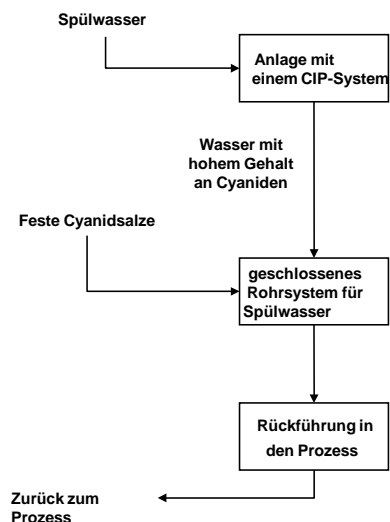 Spülwasser
Anlage mit
einem CIP-System
Wasser mit
hohem Gehalt
an Cyaniden
Feste Cyanidsalze
geschlossenes
Rohrsystem für
Spülwasser
Rückführung in
den Prozess
Zurück zum
Prozess